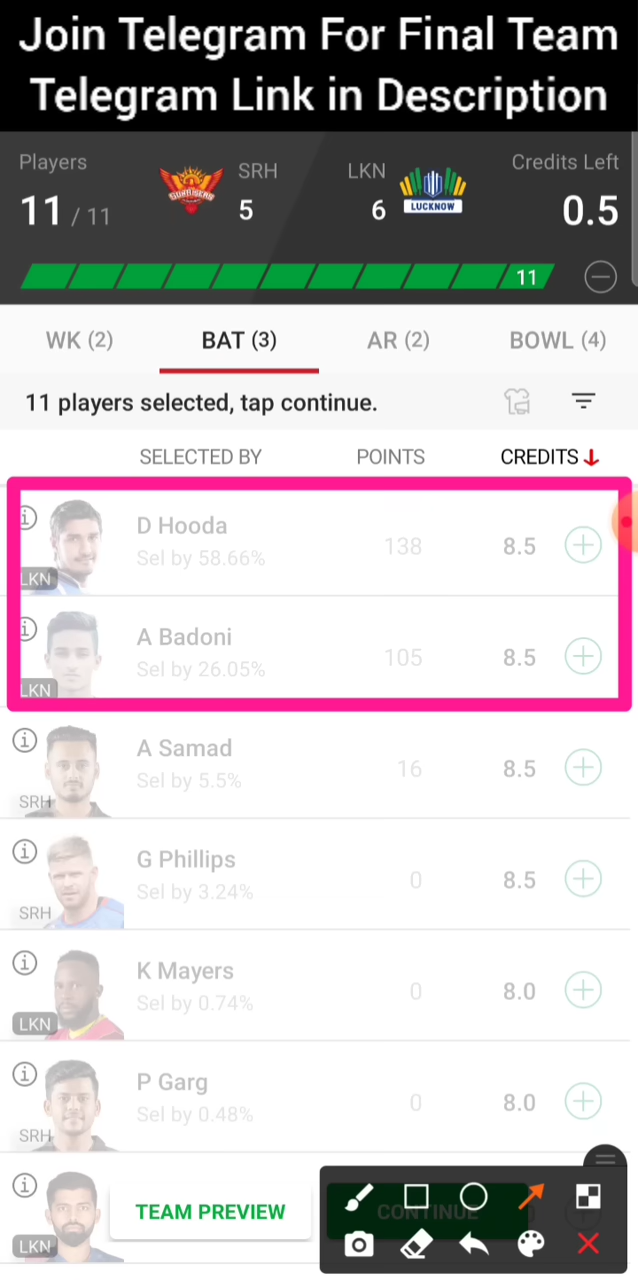 Join Telegram For Final Team
Telegram Link in Description
Players SRH LKN Credits Left
11 / 11 5 6 0.5
SUNRISERS
LUCKNOW
11
WK (2) BAT (3) AR (2) BOWL (4)
11 players selected, tap continue.
SELECTED BY POINTS CREDITS
D Hooda
Sel by 58.66% 138 8.5
LKN
A Badoni
Sel by 26.05% 105 8.5
LKN
A Samad
Sel by 5.5% 16 8.5
SRH
G Phillips
Sel by 3.24% 0 8.5
SRH
K Mayers
Sel by 0.74% 0 8.0
LKN
P Garg
Sel by 0.48% 0 8.0
SRH
LKN
TEAM PREVIEW CONTINUE